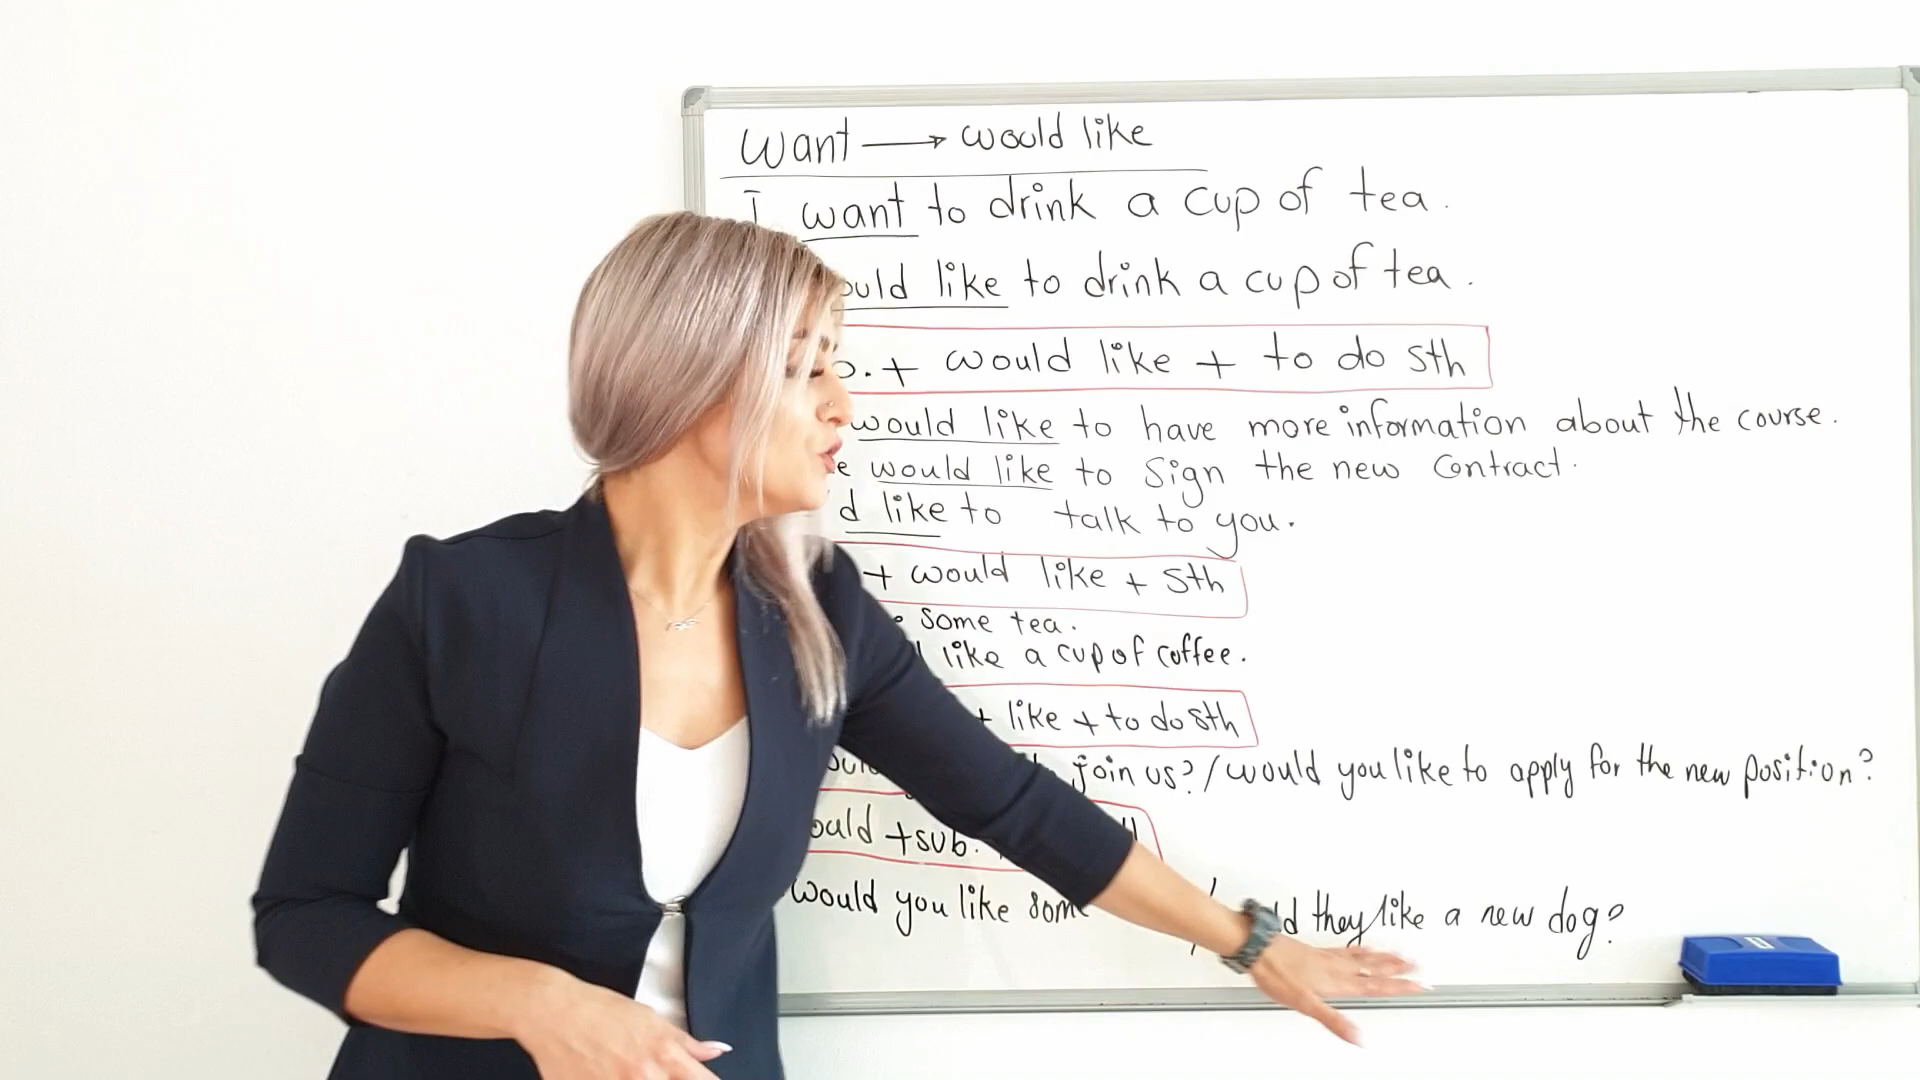 want → would like
I want to drink a cup of tea.
like to drink a cup of tea.
+ would like + to do sth
would like to have more information about the course.
would like to sign the new contract.
'd like to talk to you.
+ would like + sth
some tea.
like a cup of coffee.
+ like + to do sth
join us? / would you like to apply for the new position?
+ sub.
would you like / they like a new dog?